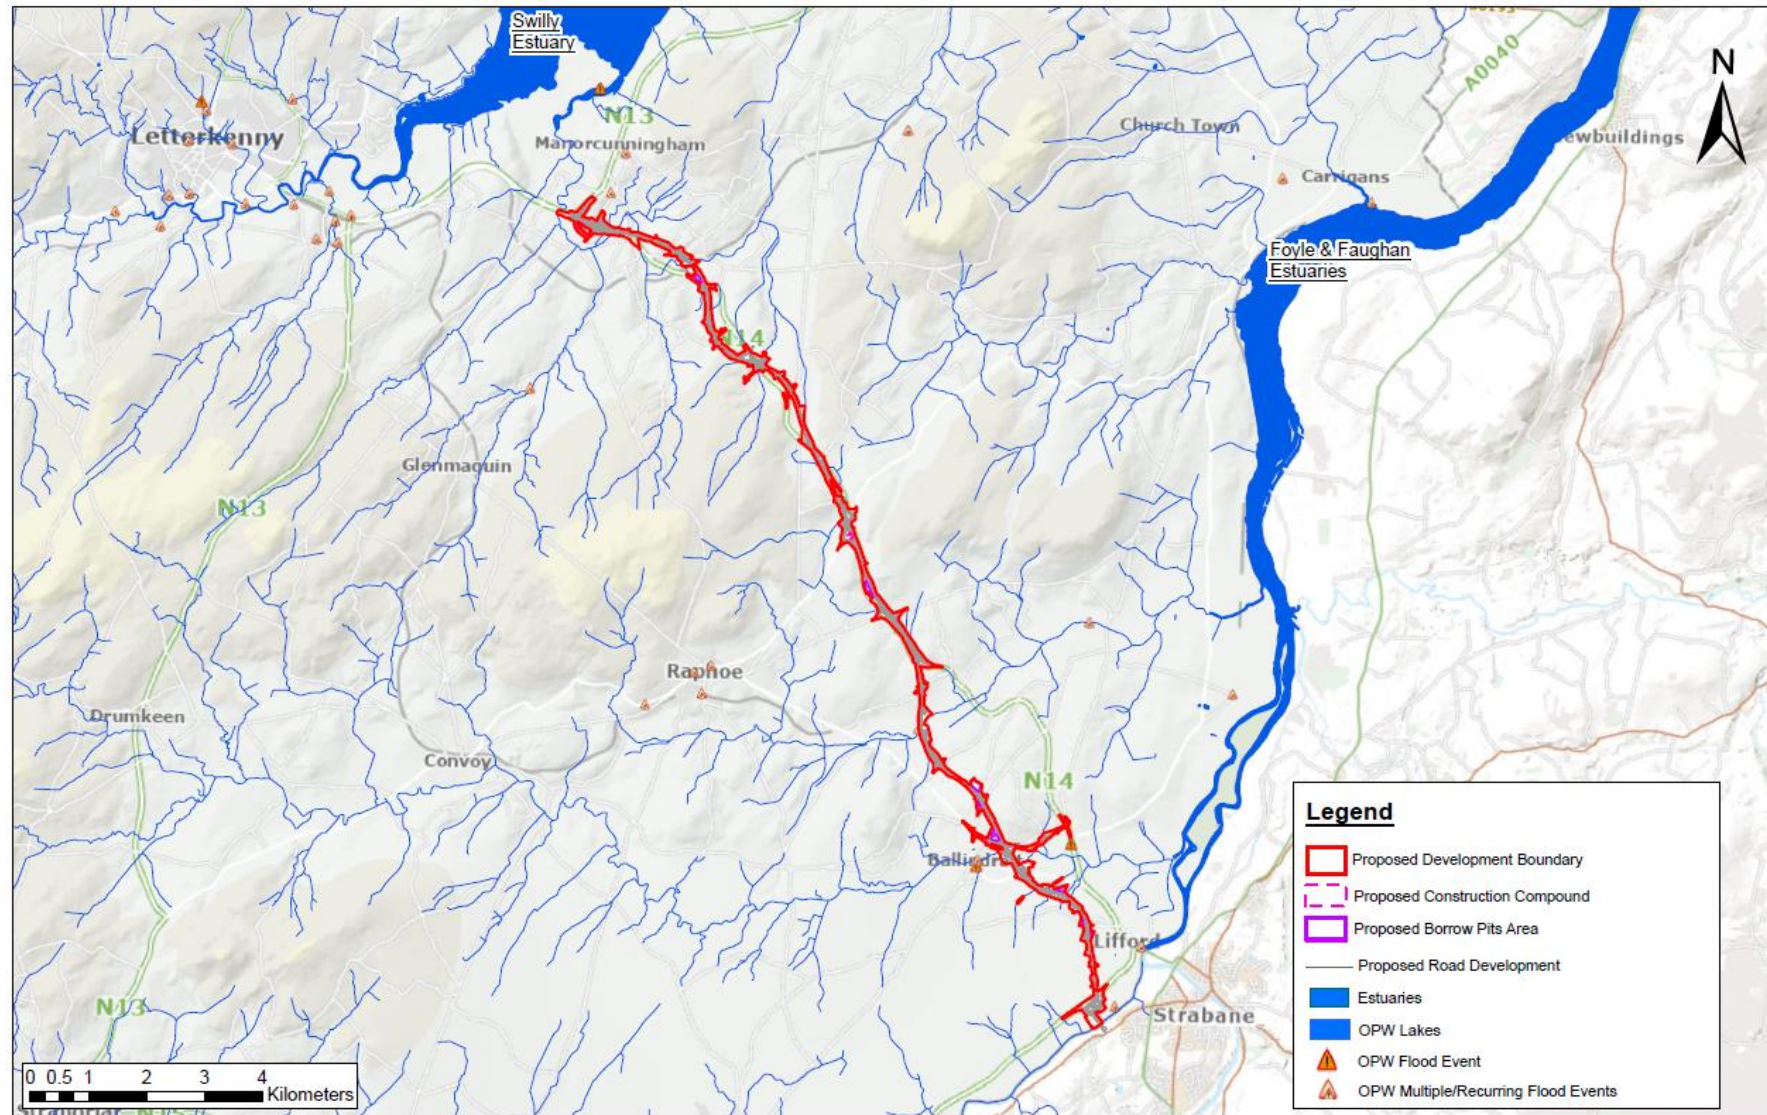 Swilly
Estuary
A0040
N
N13
Letterkenny
Manorcunningham
Church Town
ewbuildings
Carrigans
Foyle & Faughan
Estuaries
N14
Glenmaquin
N13
Raphoe
Drumkeen
Convoy
N14
Legend
Proposed Development Boundary
Ballindrait
Proposed Construction Compound
Proposed Borrow Pits Area
Lifford
Proposed Road Development
Estuaries
N13
Strabane
OPW Lakes
OPW Flood Event
0 0.5 1 2 3 4
Kilometers
OPW Multiple/Recurring Flood Events